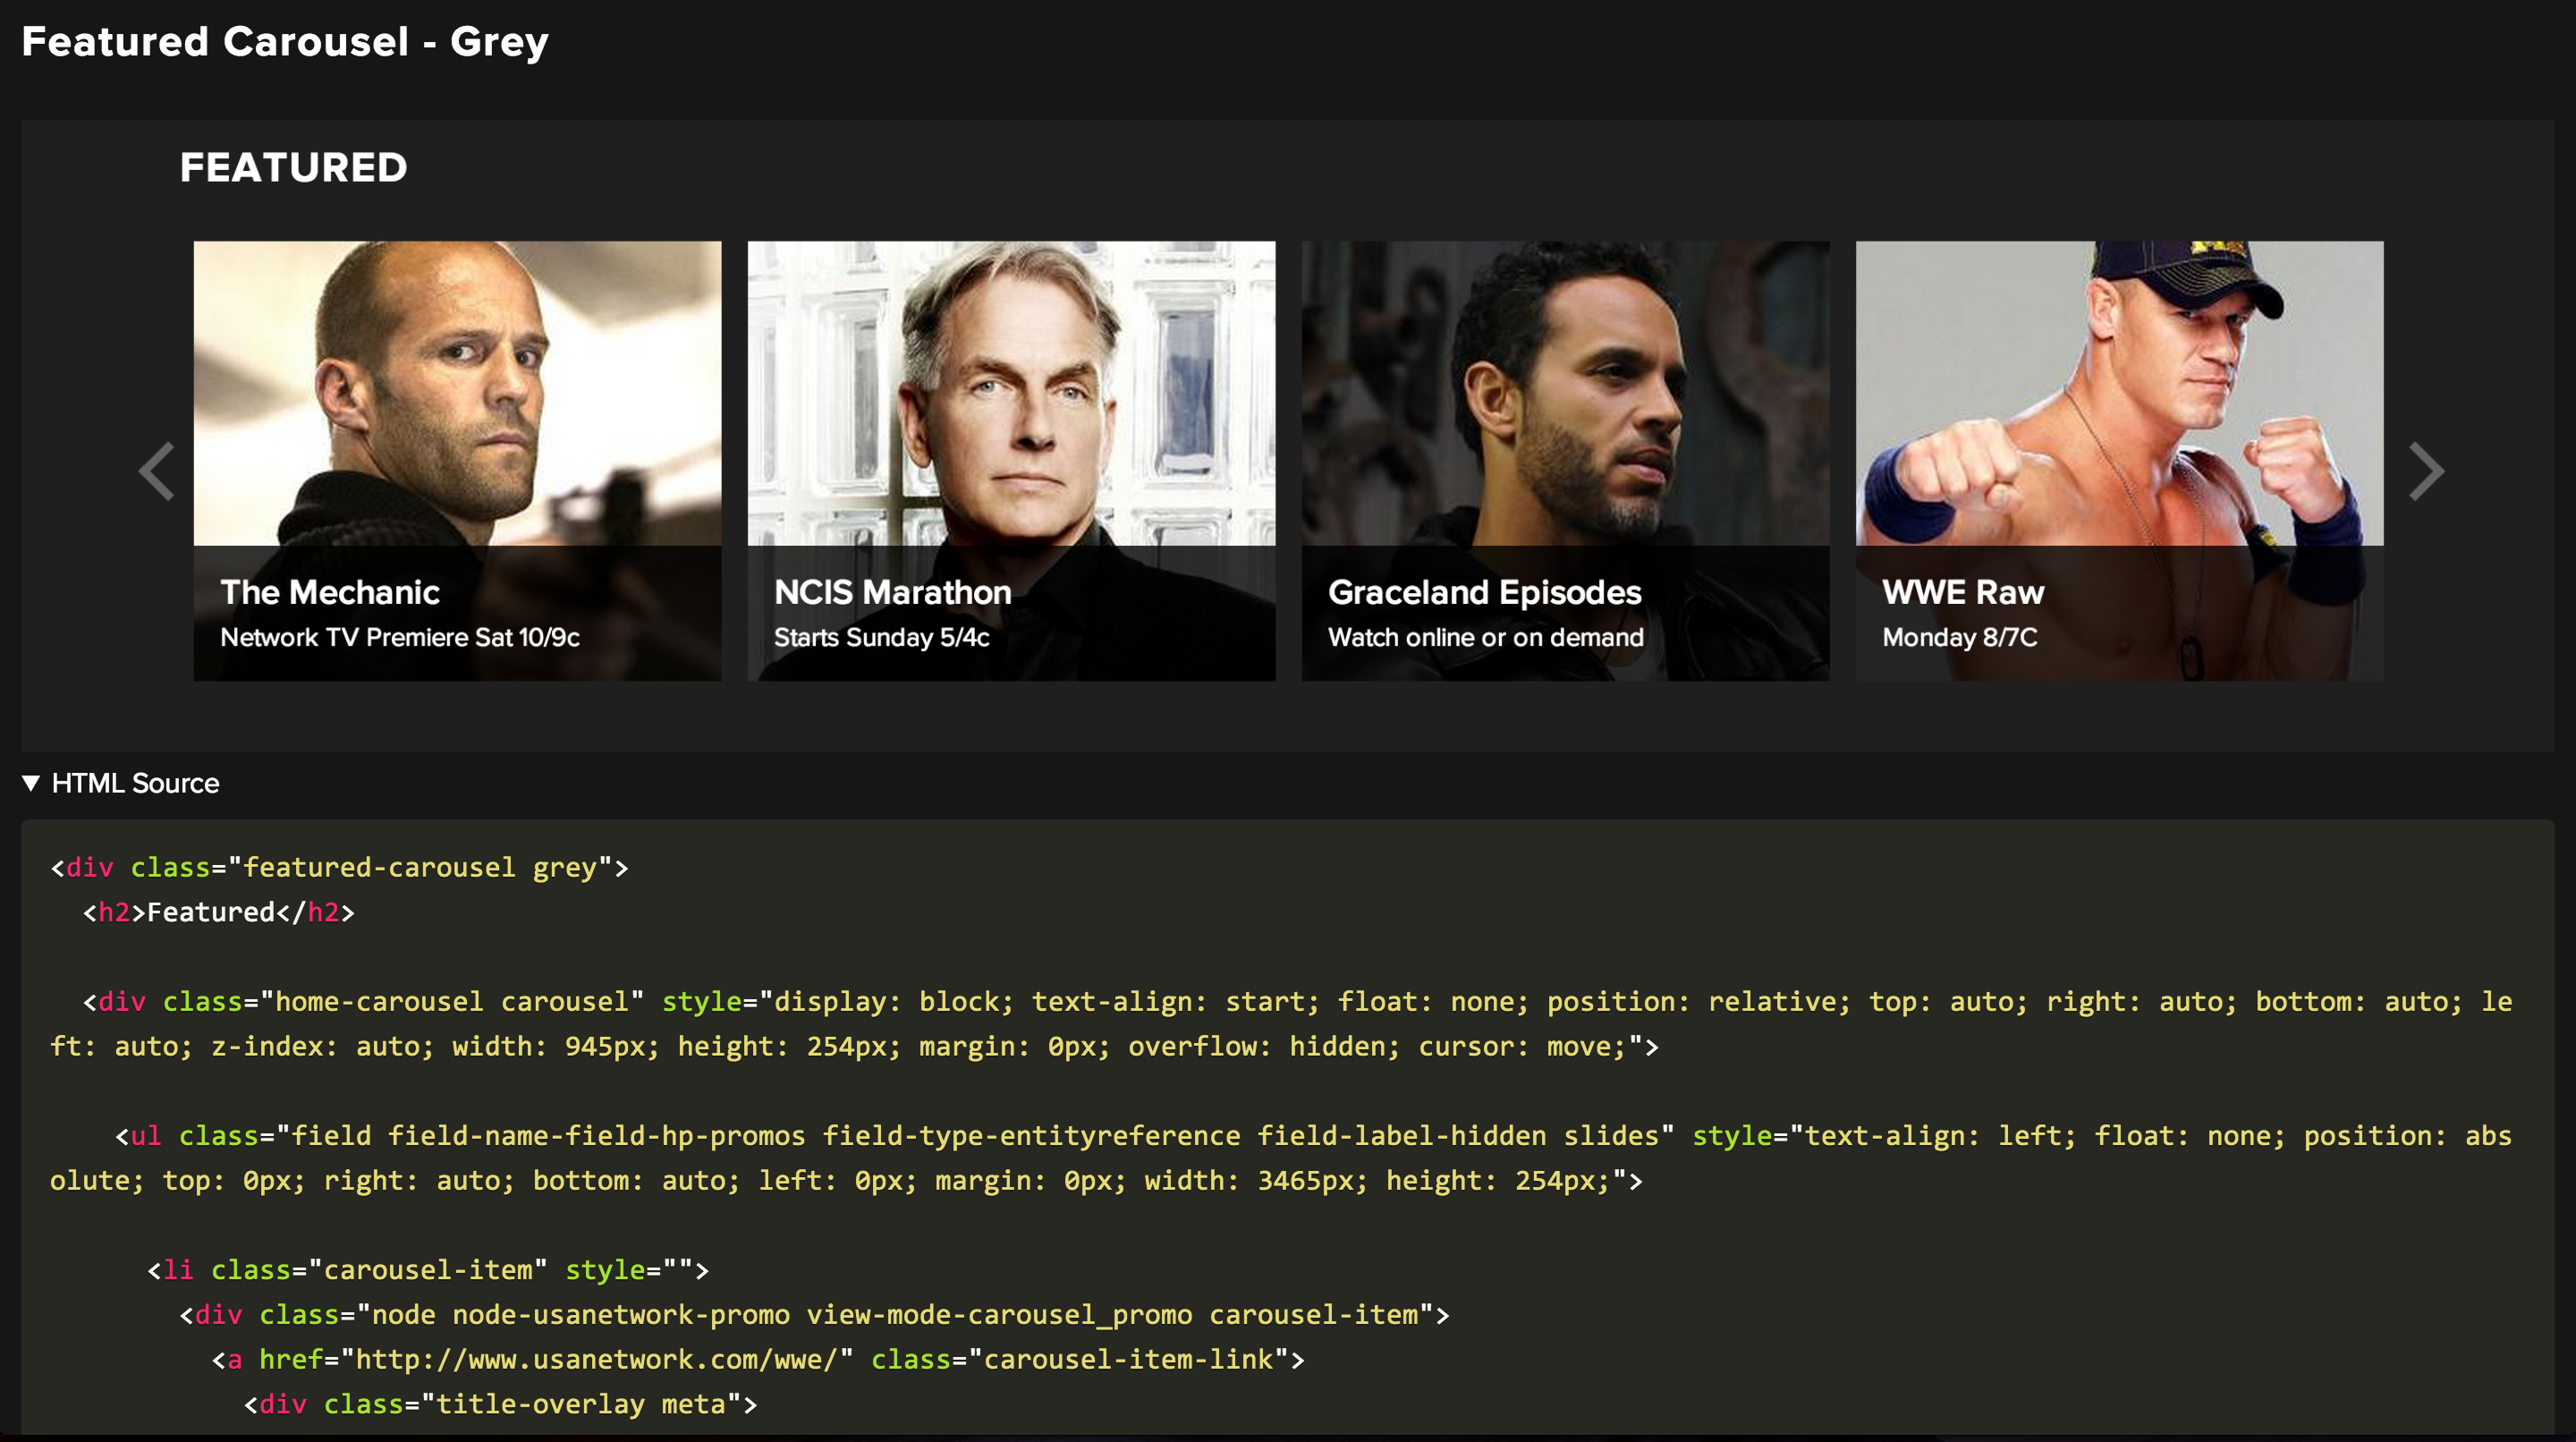 Featured Carousel - Grey
FEATURED
The Mechanic
Network TV Premiere Sat 10/9c
NCIS Marathon
Starts Sunday 5/4c
Graceland Episodes
Watch online or on demand
WWE Raw
Monday 8/7C
▼ HTML Source
<div class="featured-carousel grey">
<h2>Featured</h2>
<div class="home-carousel carousel" style="display: block; text-align: start; float: none; position: relative; top: auto; right: auto; bottom: auto; le
ft: auto; z-index: auto; width: 945px; height: 254px; margin: 0px; overflow: hidden; cursor: move;">
<ul class="field field-name-field-hp-promos field-type-entityreference field-label-hidden slides" style="text-align: left; float: none; position: abs
olute; top: 0px; right: auto; bottom: auto; left: 0px; margin: 0px; width: 3465px; height: 254px;">
<li class="carousel-item" style="">
<div class="node node-usanetwork-promo view-mode-carousel_promo carousel-item">
<a href="http://www.usanetwork.com/wwe/" class="carousel-item-link">
<div class="title-overlay meta">